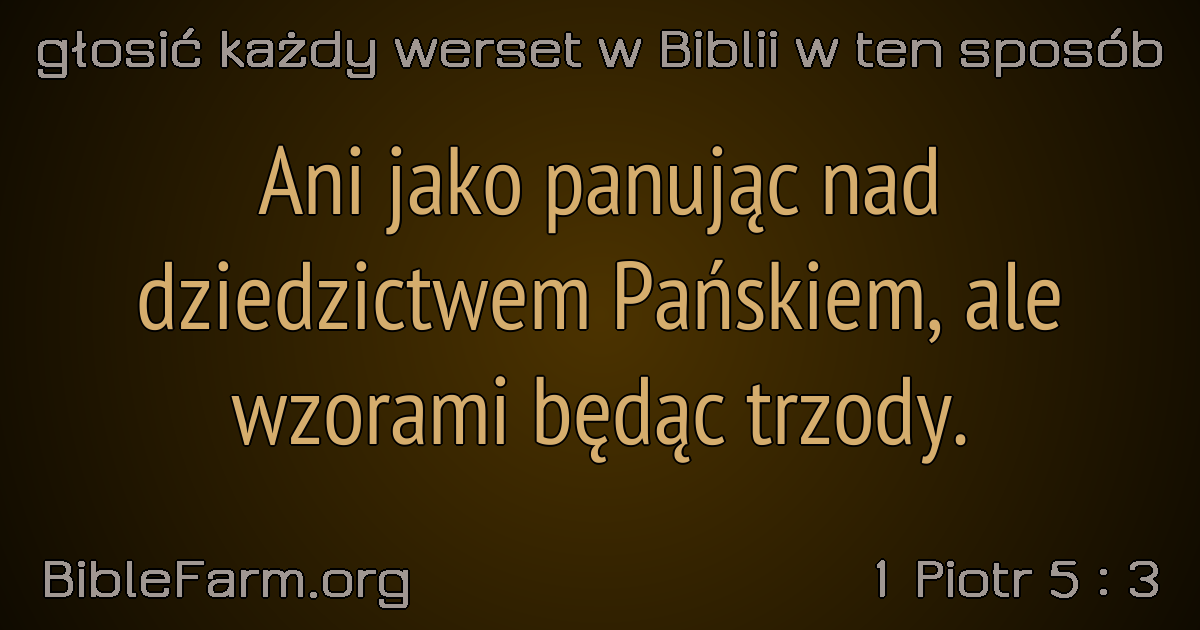 głosić każdy werset w Biblii w ten sposób
Ani jako panując nad
dziedzictwem Pańskiem, ale
wzorami będąc trzody.
BibleFarm.org
1 Piotr 5 : 3